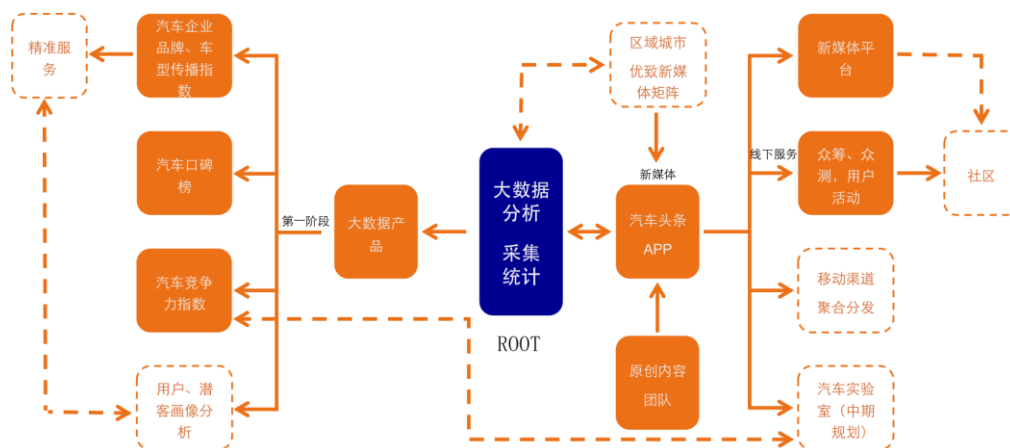 精准服
务
汽车企业
品牌、车
型传播指
数
汽车口碑
榜
汽车竞争
力指数
用户、潜
客画像分
析
第一阶段
大数据产
品
大数据
分析
采集
统计
ROOT
区域城市
优致新媒
体矩阵
新媒体
汽车头条
APP
原创内容
团队
线下服务
新媒体平
台
众筹、众
测，用户
活动
移动渠道
聚合分发
汽车实验
室（中期
规划）
社区